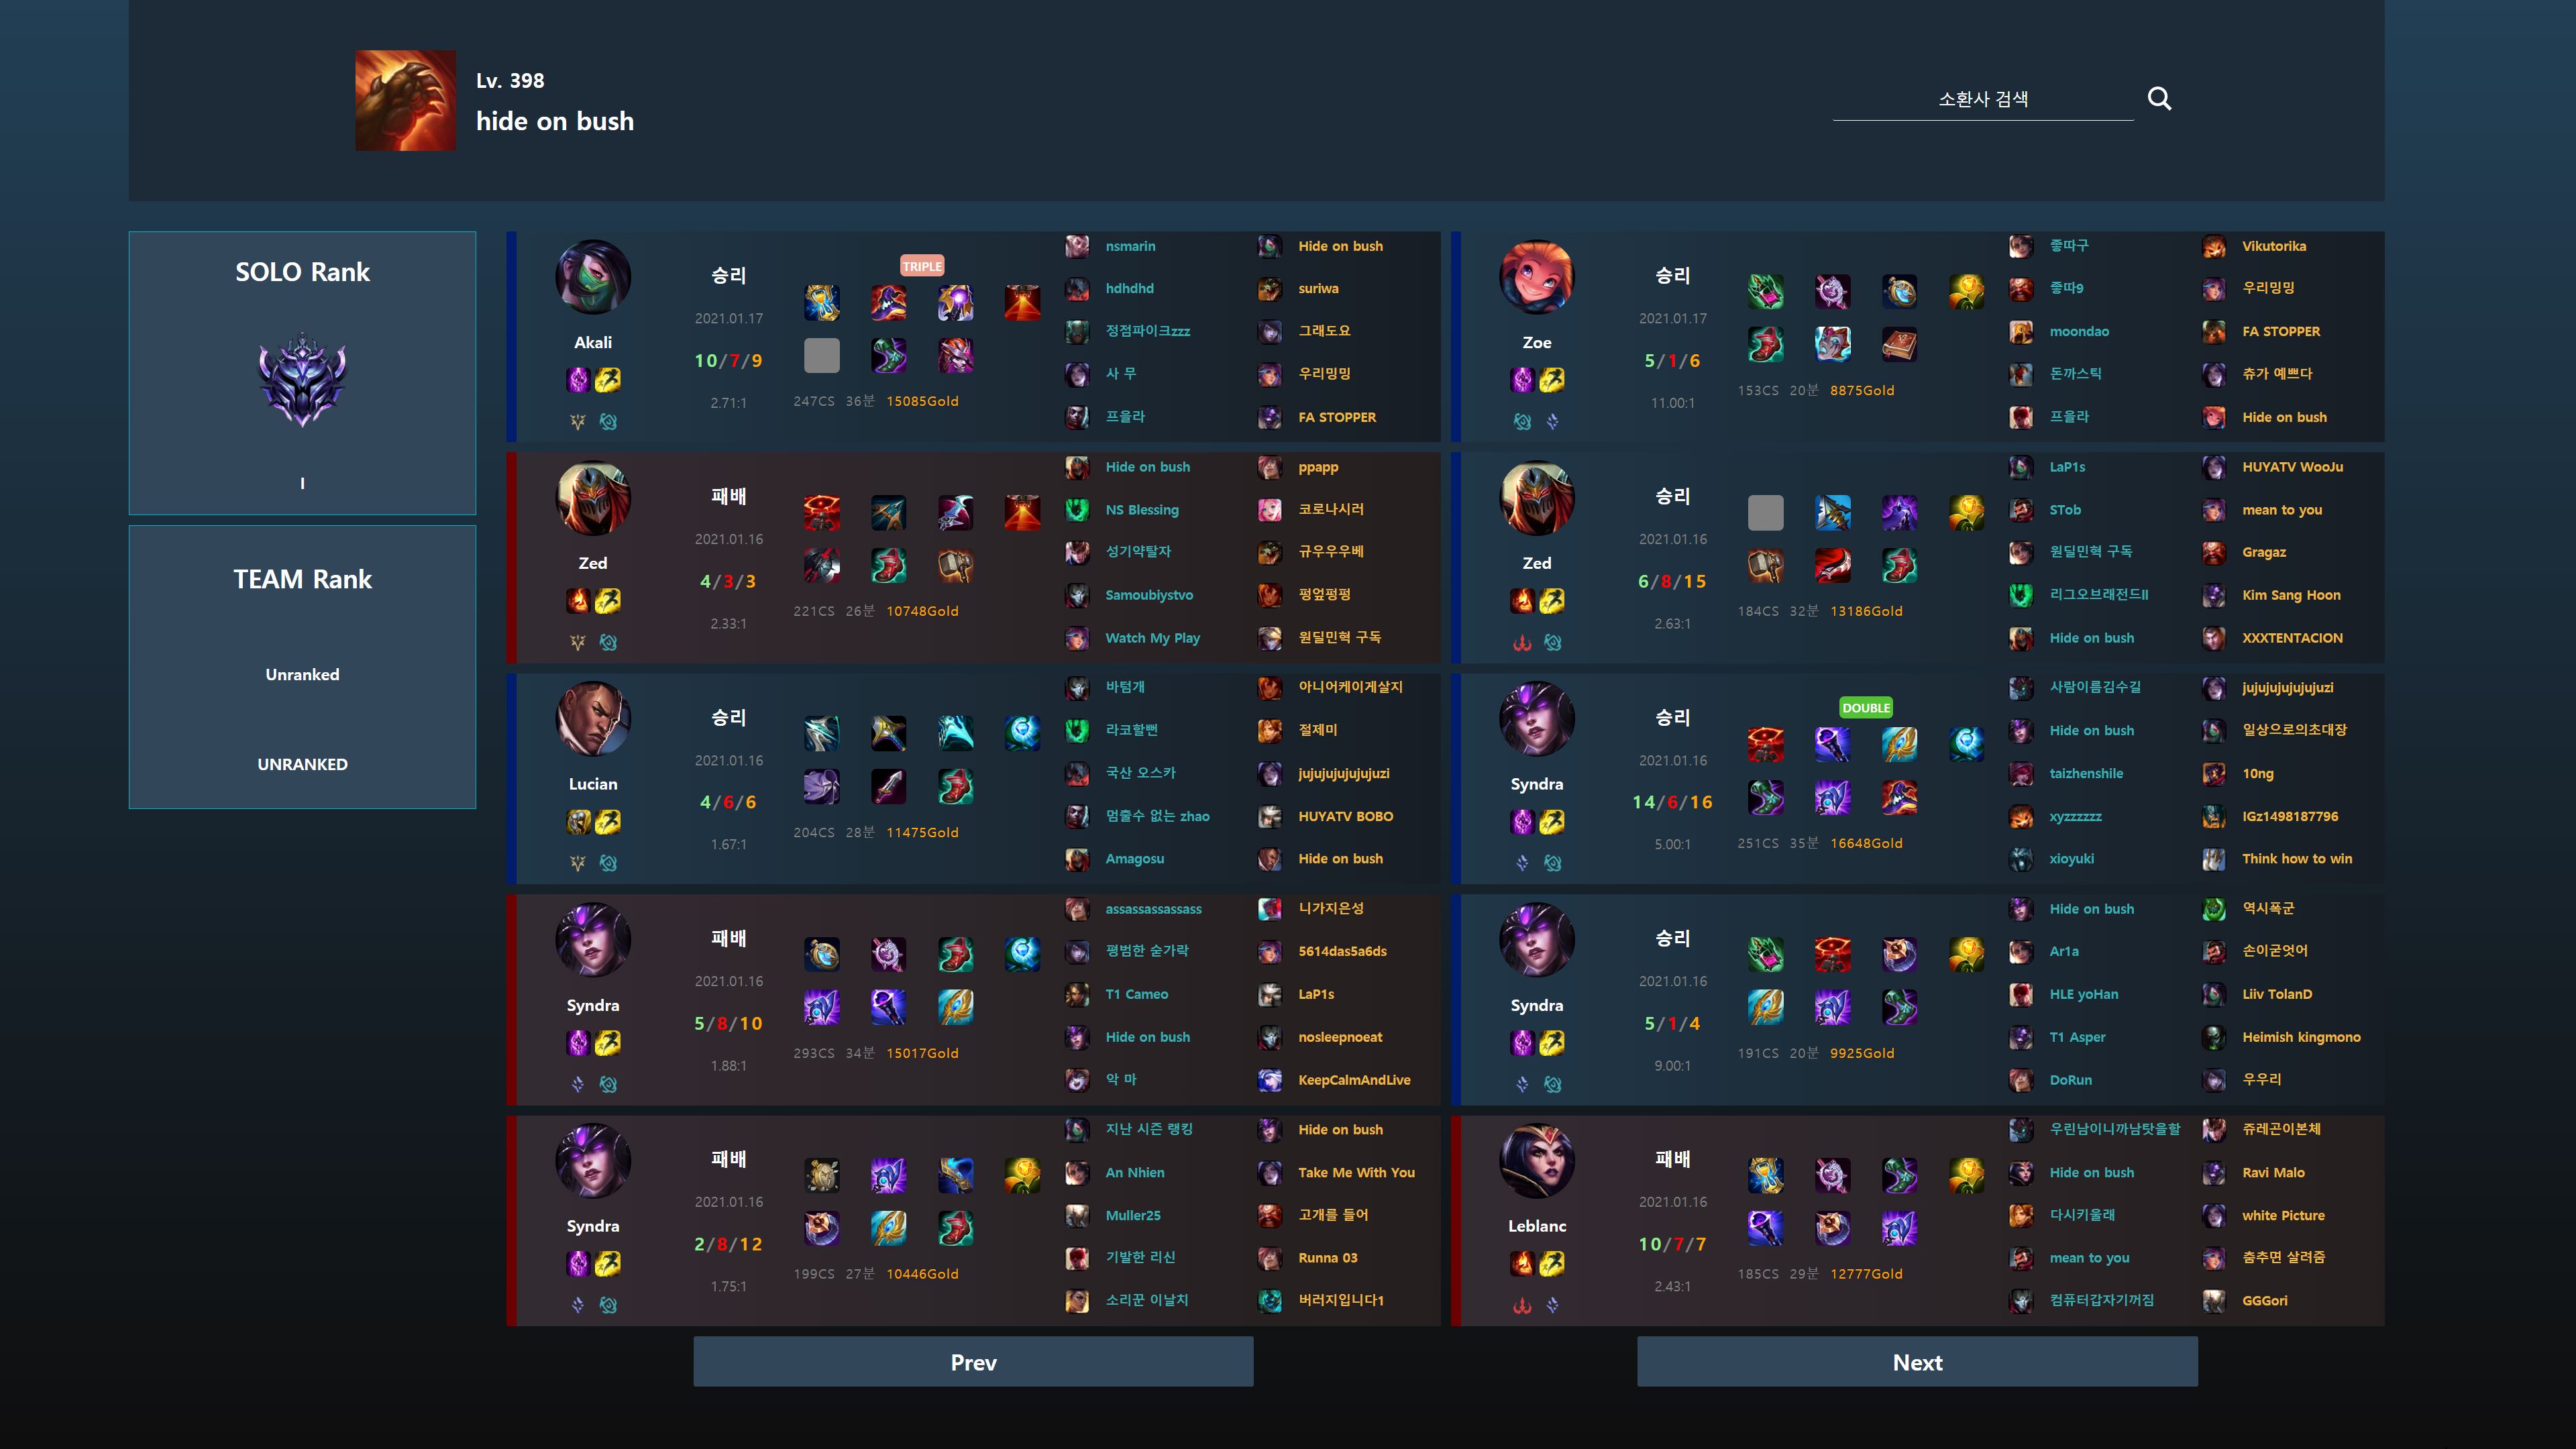 Lv. 398
hide on bush
소환사 검색
SOLO Rank
I
TEAM Rank
Unranked
UNRANKED
Akali
승리
2021.01.17
10/7/9
2.71:1
TRIPLE
247CS 36분 15085Gold
nsmarin
hdhdhd
정점파이크zzz
사 무
프을라
Hide on bush
suriwa
그래도요
우리밍밍
FA STOPPER
Zoe
승리
2021.01.17
5/1/6
11.00:1
153CS 20분 8875Gold
좋따구
좋따9
moondao
돈까스틱
프을라
Vikutorika
우리밍밍
FA STOPPER
츄가 예쁘다
Hide on bush
Zed
패배
2021.01.16
4/3/3
2.33:1
221CS 26분 10748Gold
Hide on bush
NS Blessing
성기약탈자
Samoubiystvo
Watch My Play
ppapp
코로나시러
규우우우베
펑엎펑펑
원딜민혁 구독
Zed
승리
2021.01.16
6/8/15
2.63:1
184CS 32분 13186Gold
LaP1s
STob
원딜민혁 구독
리그오브래전드II
Hide on bush
HUYATV WooJu
mean to you
Gragaz
Kim Sang Hoon
XXXTENTACION
Lucian
승리
2021.01.16
4/6/6
1.67:1
204CS 28분 11475Gold
바텀개
라코할뻔
국산 오스카
멈출수 없는 zhao
Amagosu
아니어케이게살지
절제미
jujujujujujujuzi
HUYATV BOBO
Hide on bush
Syndra
승리
2021.01.16
14/6/16
5.00:1
DOUBLE
251CS 35분 16648Gold
사람이름김수길
Hide on bush
taizhenshile
xyzzzzzz
xioyuki
jujujujujujujuzi
일상으로의초대장
10ng
IGz1498187796
Think how to win
Syndra
패배
2021.01.16
5/8/10
1.88:1
293CS 34분 15017Gold
assassassassass
평범한 숟가락
T1 Cameo
Hide on bush
악 마
니가지은성
5614das5a6ds
LaP1s
nosleepnoeat
KeepCalmAndLive
Syndra
승리
2021.01.16
5/1/4
9.00:1
191CS 20분 9925Gold
Hide on bush
Ar1a
HLE yoHan
T1 Asper
DoRun
역시폭군
손이굳엇어
Liiv TolanD
Heimish kingmono
우우리
Syndra
패배
2021.01.16
2/8/12
1.75:1
199CS 27분 10446Gold
지난 시즌 랭킹
An Nhien
Muller25
기발한 리신
소리꾼 이날치
Hide on bush
Take Me With You
고개를 들어
Runna 03
버러지입니다1
Leblanc
패배
2021.01.16
10/7/7
2.43:1
185CS 29분 12777Gold
우린남이니까남탓을할
Hide on bush
다시키울래
mean to you
컴퓨터갑자기꺼짐
쥬레곤이본체
Ravi Malo
white Picture
춤추면 살려줌
GGGori
Prev
Next